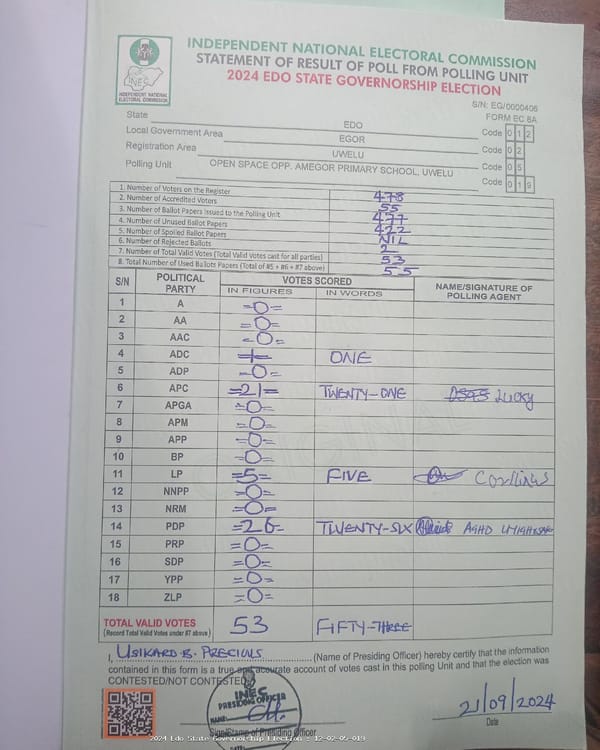 INDEPENDENT NATIONAL ELECTORAL COMMISSION
STATEMENT OF RESULT OF POLL FROM POLLING UNIT
2024 EDO STATE GOVERNORSHIP ELECTION
INEC
INDEPENDENT NATIONAL
ELECTORAL COMMISSION
S/N: EG/0000406
FORM EC 8A
State EDO Code 0 1 2
Local Government Area EGOR Code 0 2
Registration Area UWELU Code 0 5
Polling Unit OPEN SPACE OPP. AMEGOR PRIMARY SCHOOL, UWELU Code 0 1 9
1. Number of Voters on the Register 478
2. Number of Accredited Voters 55
3. Number of Ballot Papers Issued to the Polling Unit 477
4. Number of Unused Ballot Papers 422
5. Number of Spoiled Ballot Papers NIL
6. Number of Rejected Ballots 2
7. Number of Total Valid Votes (Total Valid Votes cast for all parties) 53
8. Total Number of Used Ballots Papers (Total of #5 + #6 + #7 above) 55
S/N POLITICAL PARTY VOTES SCORED NAME/SIGNATURE OF POLLING AGENT
IN FIGURES IN WORDS
1 A =0=
2 AA =0=
3 AAC =0=
4 ADC =1= ONE
5 ADP =0=
6 APC =21= TWENTY-ONE Lucky
7 APGA =0=
8 APM =0=
9 APP =0=
10 BP =0=
11 LP =5= FIVE
12 NNPP =0=
13 NRM =0=
14 PDP =26= TWENTY-SIX
15 PRP =0=
16 SDP =0=
17 YPP =0=
18 ZLP =0=
TOTAL VALID VOTES 53 FIFTY-THREE
(Record Total Valid Votes under #7 above)
I, USIKARO B. PRECIOUS (Name of Presiding Officer) hereby certify that the information
contained in this form is a true and accurate account of votes cast in this polling Unit and that the election was
CONTESTED/NOT CONTESTED.
INEC
PRESIDING OFFICER
NAME:
DATE:
Sign/Stamp of Presiding Officer
21/09/2024
Date
2024 Edo State Governorship Election : 12-02-05-019